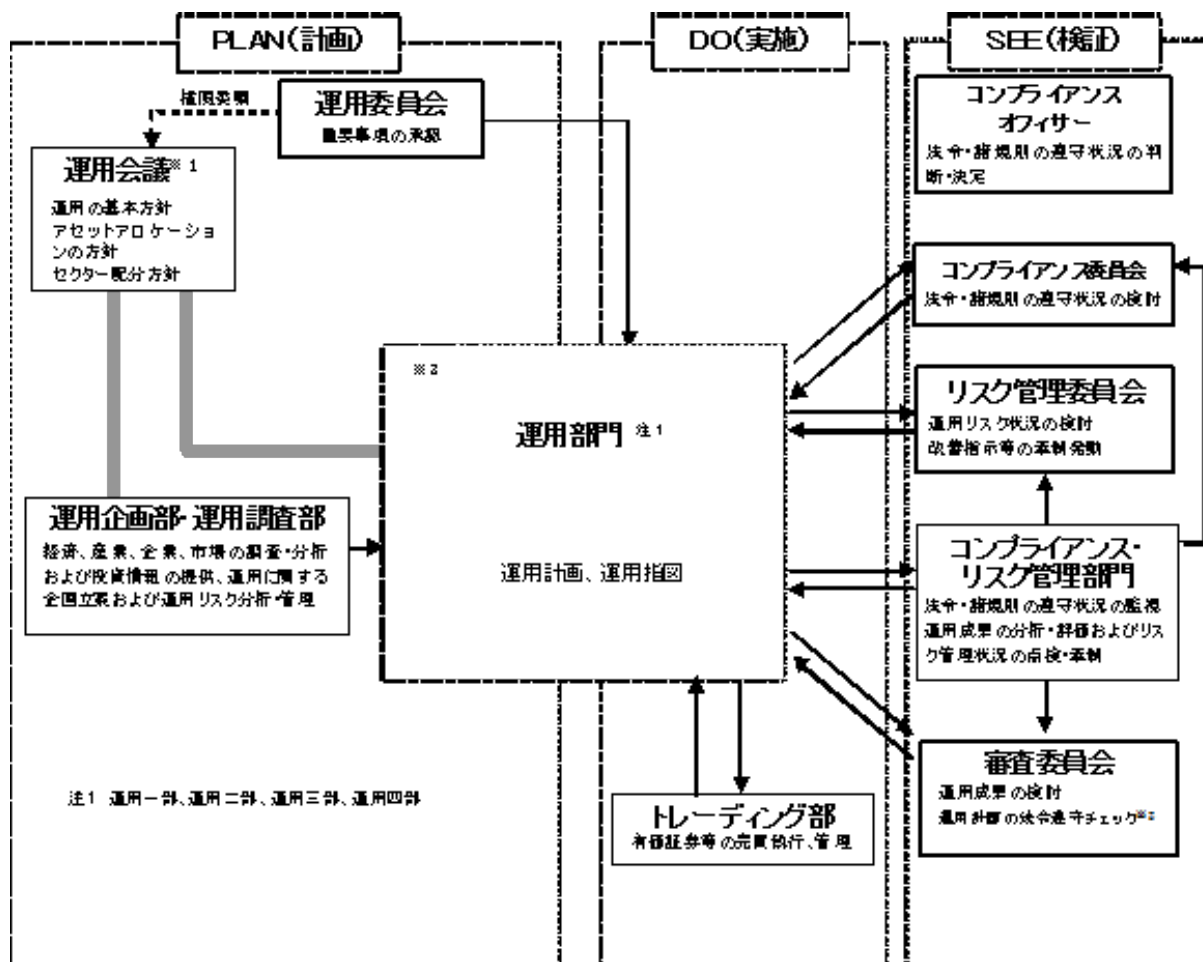 PLAN(計画)
DO(実施)
SEE(検証)
権限委嘱
運用委員会
重要事項の承認
運用会議※1
運用の基本方針
アセットアロケーショ
ンの方針
セクター配分方針
運用企画部・運用調査部
経済、産業、企業、市場の調査・分析
および投資情報の提供、運用に関する
企画立案および運用リスク分析・管理
注1 運用一部、運用二部、運用三部、運用四部
※2
運用部門 注1
運用計画、運用指図
トレーディング部
有価証券等の売買執行、管理
コンプライアンス
オフィサー
法令・諸規則の遵守状況の判
断・決定
コンプライアンス委員会
法令・諸規則の遵守状況の検討
リスク管理委員会
運用リスク状況の検討
改善指示等の牽制発動
コンプライアンス・
リスク管理部門
法令・諸規則の遵守状況の監視
運用成果の分析・評価およびリス
ク管理状況の点検・牽制
審査委員会
運用成果の検討
運用計画の法令遵守チェック